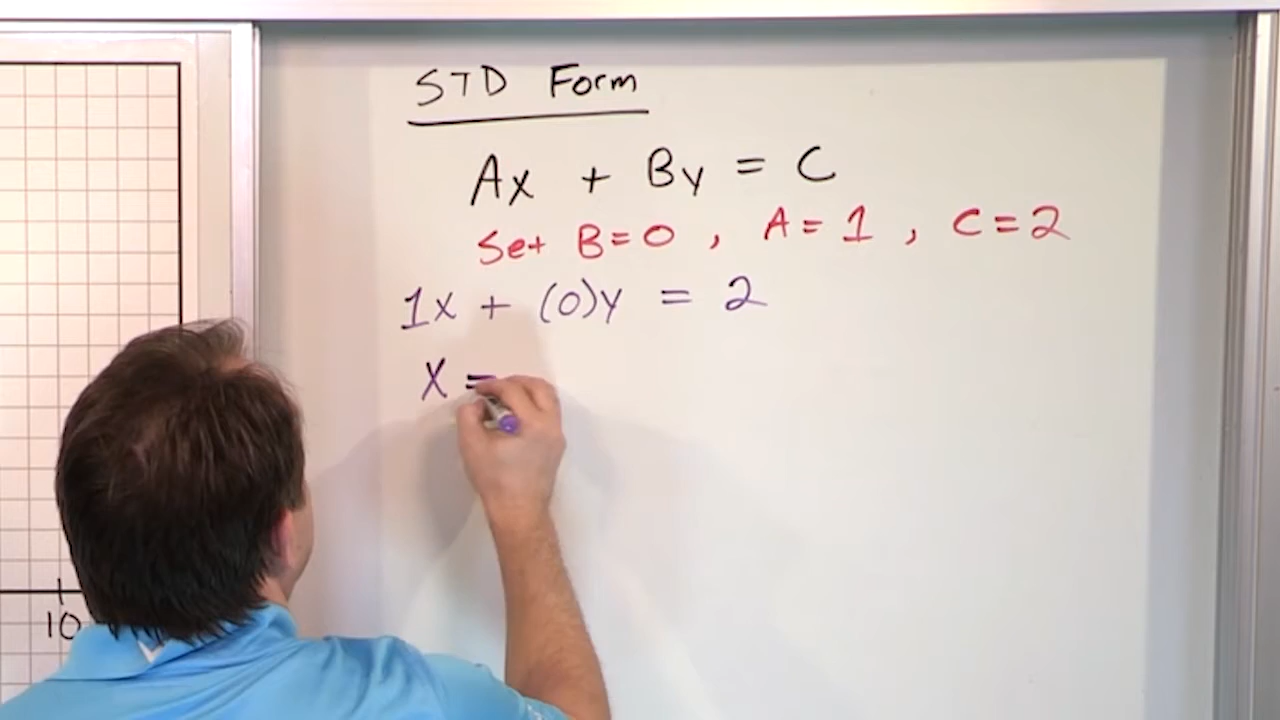 STD Form
Ax + By = C
Set B=0 , A=1 , C=2
1x + (0)y = 2
x =
10